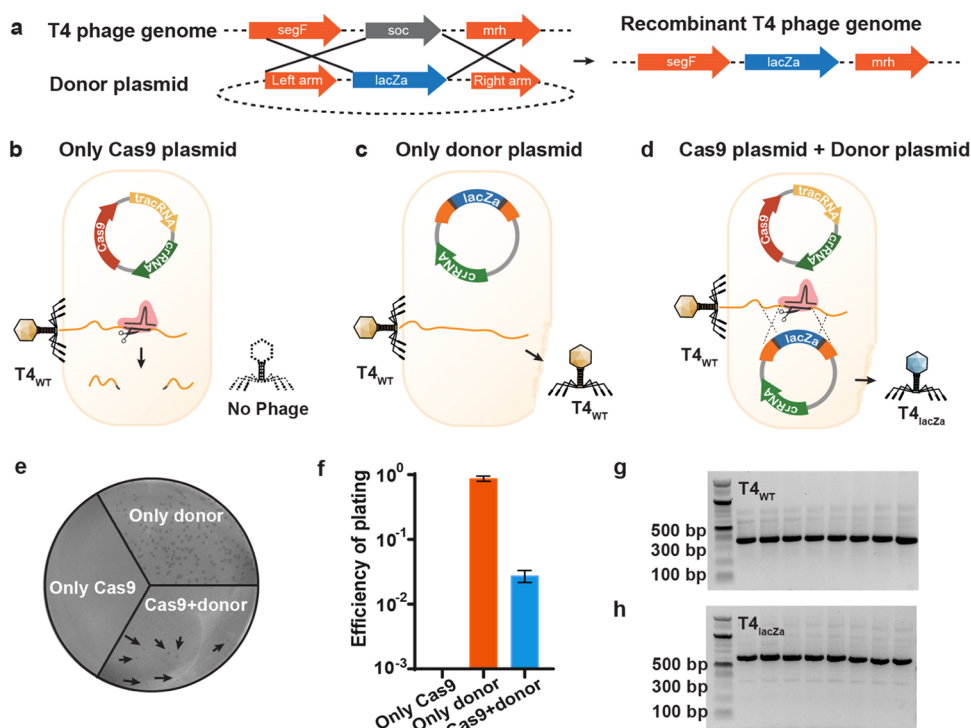 a
T4 phage genome
segF
soc
mrh
Recombinant T4 phage genome
Donor plasmid
Left arm
lacZa
Right arm
segF
lacZa
mrh
b
Only Cas9 plasmid
c
Only donor plasmid
d
Cas9 plasmid + Donor plasmid
tracRNA
Cas9
crRNA
T4WT
No Phage
lacZa
crRNA
T4WT
T4WT
tracRNA
Cas9
crRNA
T4WT
lacZa
crRNA
T4lacZa
e
Only donor
Only Cas9
Cas9+donor
f
Efficiency of plating
10^0
10^-1
10^-2
10^-3
Only Cas9
Only donor
Cas9+donor
g
T4WT
500 bp
300 bp
100 bp
h
T4lacZa
500 bp
300 bp
100 bp